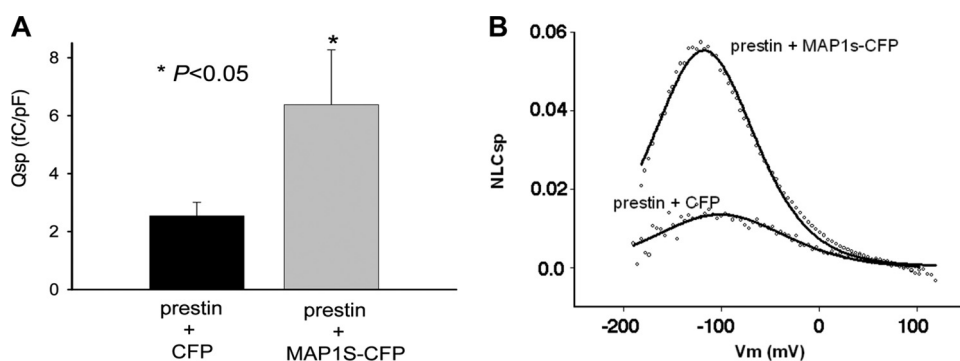 A
Qsp (fC/pF)
8
6
4
2
0
*
* P<0.05
prestin
+
CFP
prestin
+
MAP1S-CFP
B
NLCsp
0.06
0.04
0.02
0.0
prestin + MAP1s-CFP
prestin + CFP
-200
-100
0
100
Vm (mV)